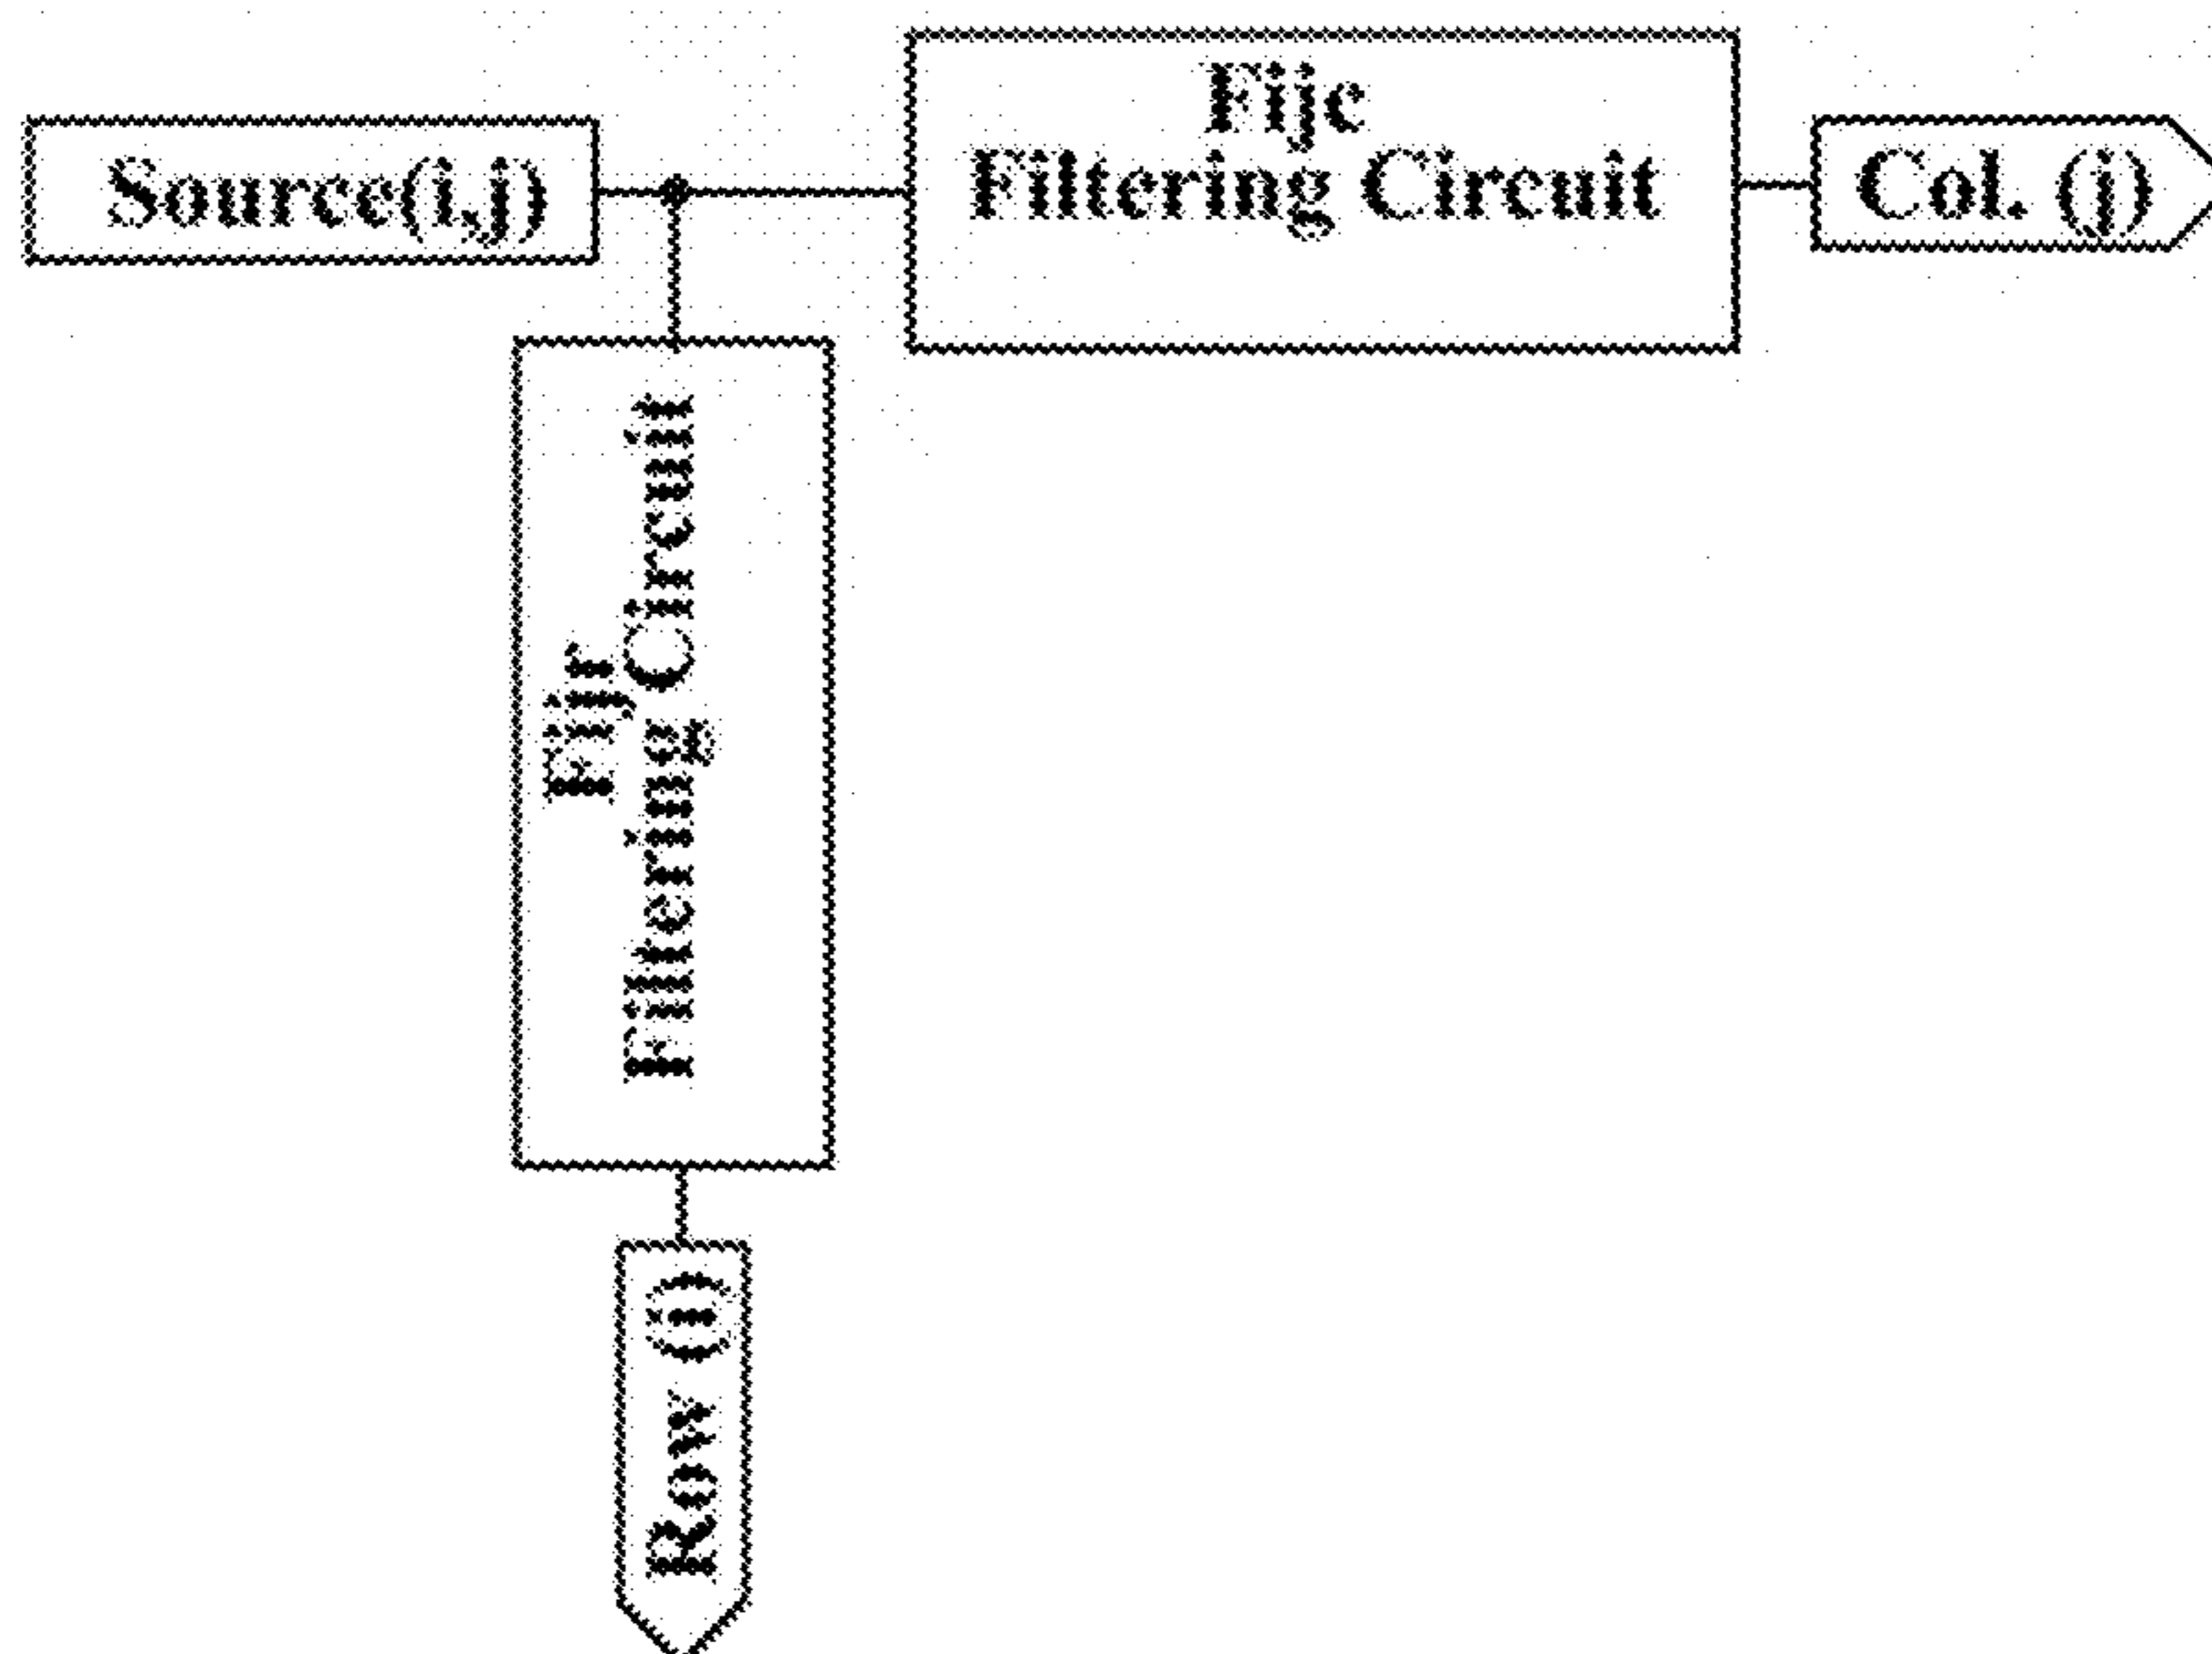 Source(i,j)
Fijc
Filtering Circuit
Col. (j)
Fijr
Filtering Circuit
Row (i)